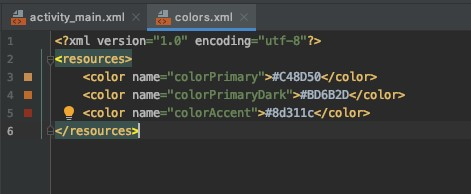 activity_main.xml × colors.xml ×
1 <?xml version="1.0" encoding="utf-8"?>
2 <resources>
3 <color name="colorPrimary">#C48D50</color>
4 <color name="colorPrimaryDark">#BD6B2D</color>
5 <color name="colorAccent">#8d311c</color>
6 </resources>